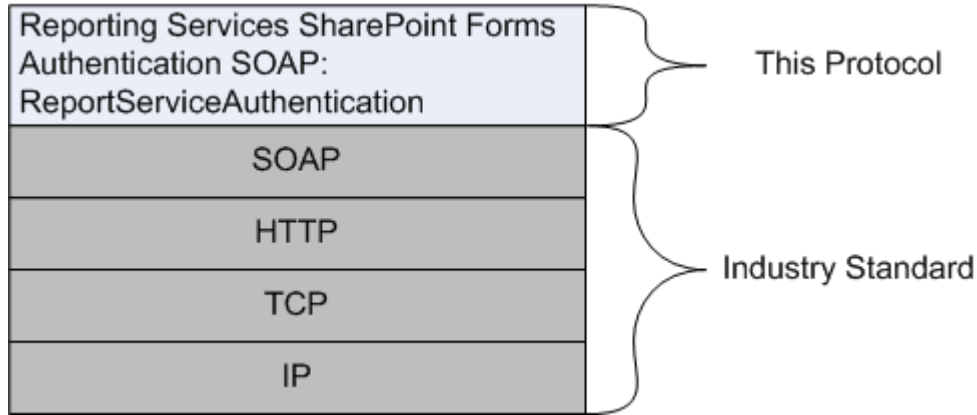 Reporting Services SharePoint Forms
Authentication SOAP:
ReportServiceAuthentication
This Protocol
SOAP
HTTP
TCP
IP
Industry Standard